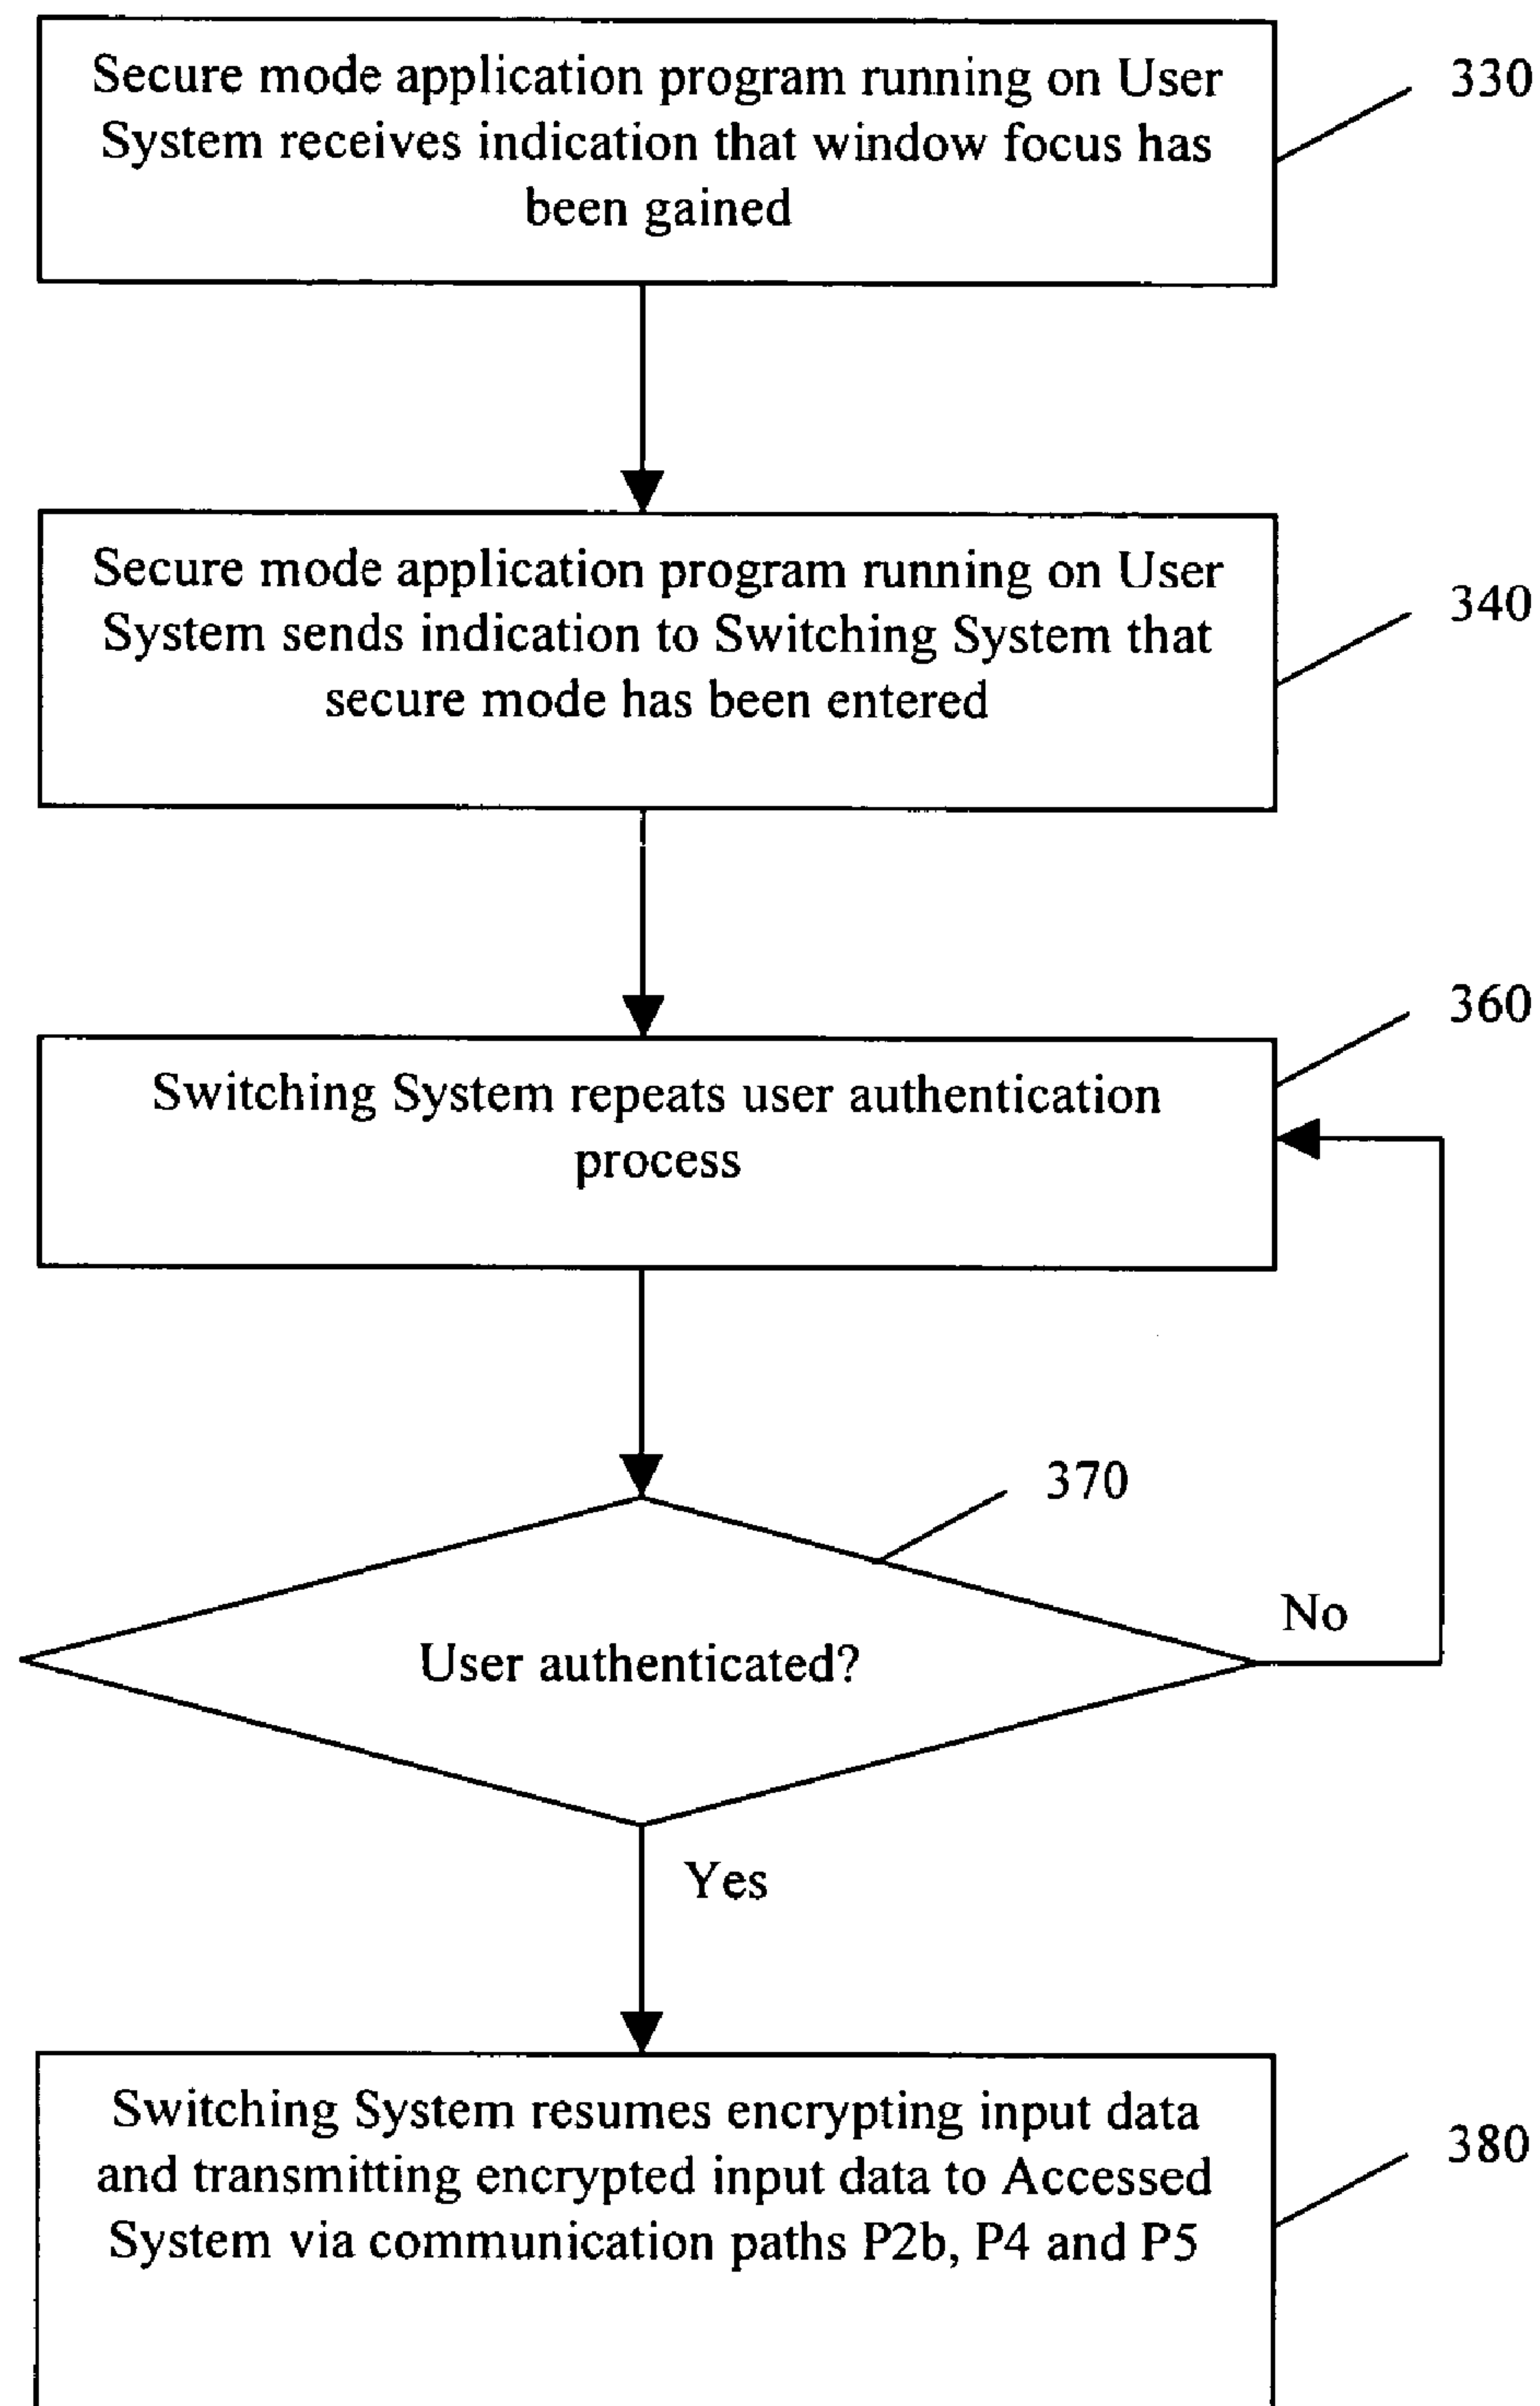 Secure mode application program running on User
System receives indication that window focus has
been gained
330
Secure mode application program running on User
System sends indication to Switching System that
secure mode has been entered
340
360
Switching System repeats user authentication
process
370
No
User authenticated?
Yes
Switching System resumes encrypting input data
and transmitting encrypted input data to Accessed
System via communication paths P2b, P4 and P5
380